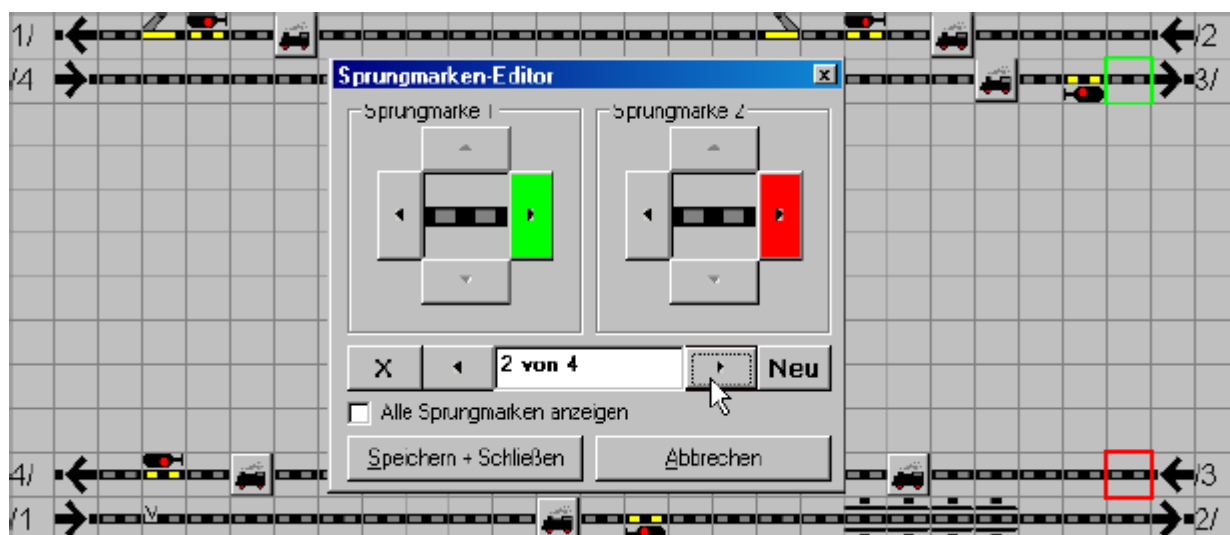 1/ /2
/4 3/
Sprungmarken-Editor
Sprungmarke 1 Sprungmarke 2
X 2 von 4 Neu
Alle Sprungmarken anzeigen
Speichern + Schließen Abbrechen
4/ /3
/1 V 2/